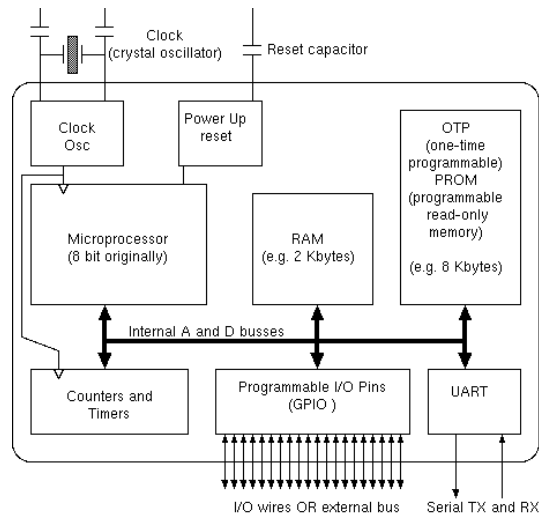 Clock
(crystal oscillator)
Reset capacitor
Clock
Osc
Power Up
reset
OTP
(one-time
programmable)
PROM
(programmable
read-only
memory)
(e.g. 8 Kbytes)
Microprocessor
(8 bit originally)
RAM
(e.g. 2 Kbytes)
Internal A and D busses
Counters and
Timers
Programmable I/O Pins
(GPIO )
UART
I/O wires OR external bus
Serial TX and RX